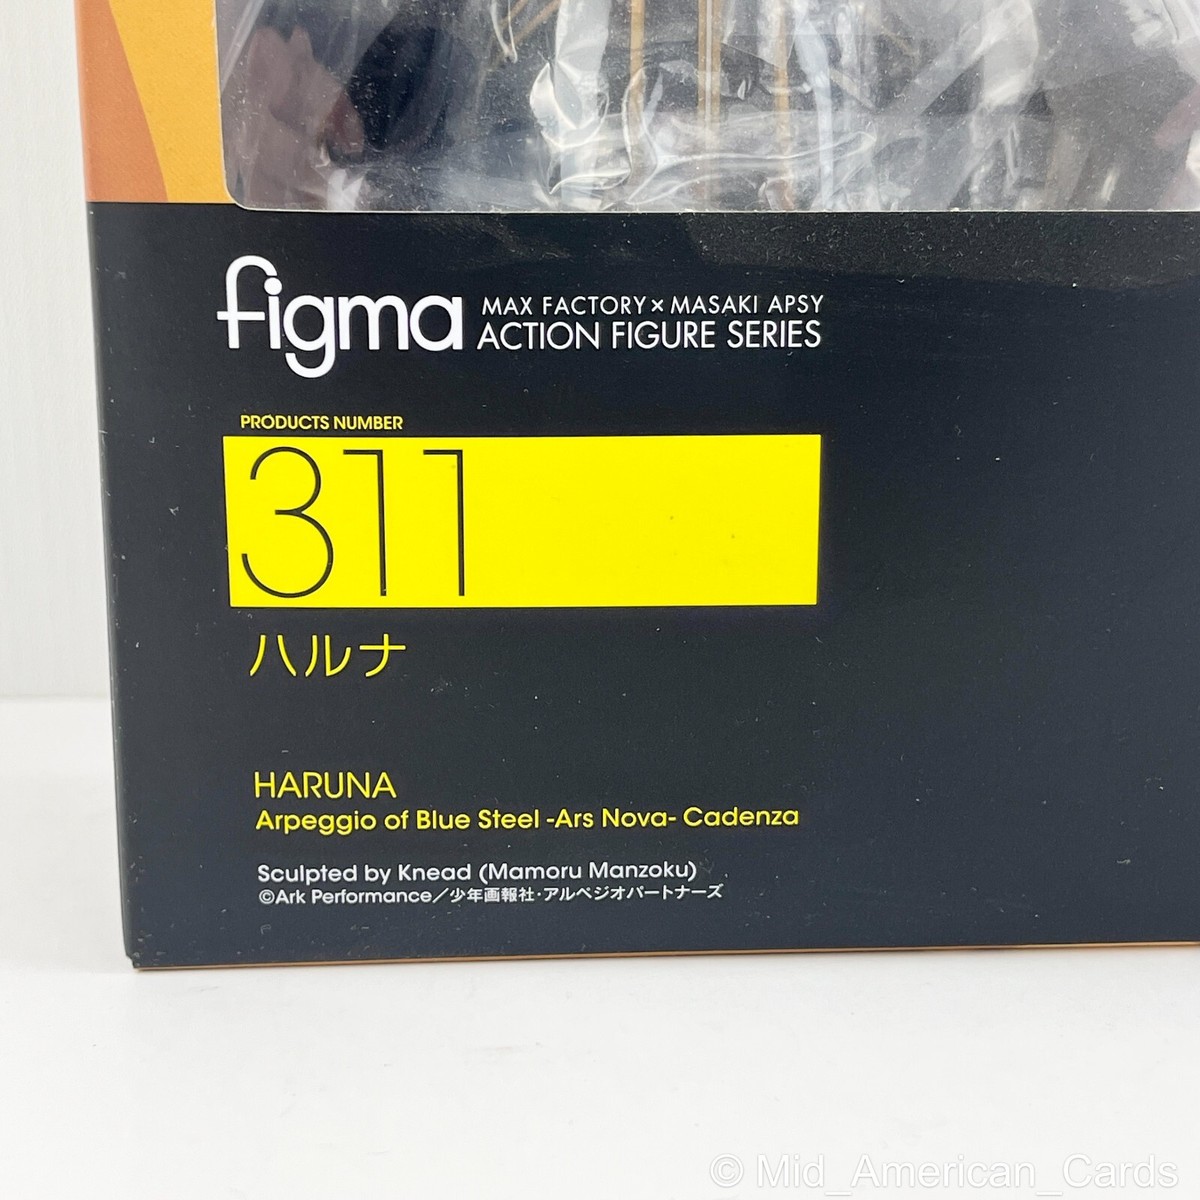 figma MAX FACTORY×MASAKI APSY
ACTION FIGURE SERIES
PRODUCTS NUMBER
311
ハルナ
HARUNA
Arpeggio of Blue Steel -Ars Nova- Cadenza
Sculpted by Knead (Mamoru Manzoku)
©Ark Performance／少年画報社・アルペジオパートナーズ
© Mid_American_Cards